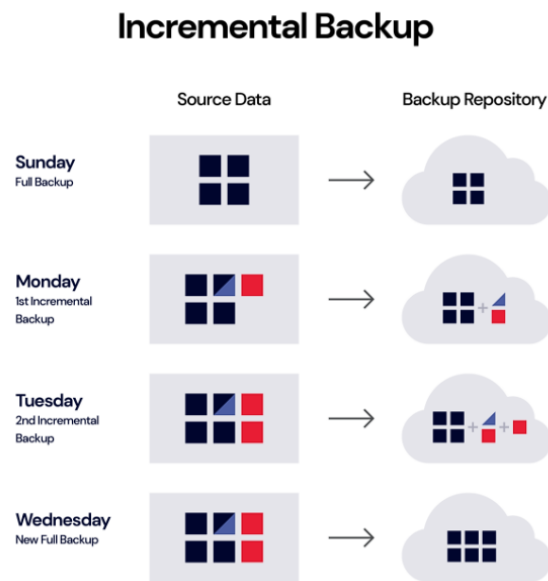 Incremental Backup
Source Data
Backup Repository
Sunday
Full Backup
Monday
1st Incremental
Backup
+
Tuesday
2nd Incremental
Backup
+ +
Wednesday
New Full Backup